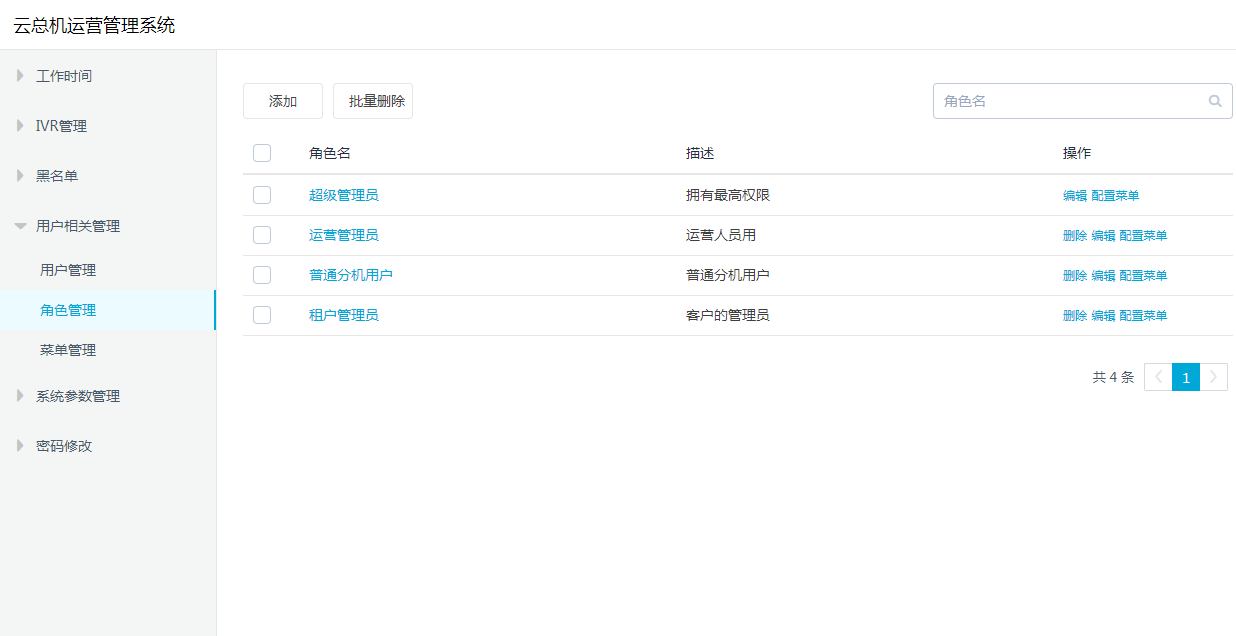 云总机运营管理系统
工作时间
IVR管理
黑名单
用户相关管理
用户管理
角色管理
菜单管理
系统参数管理
密码修改
添加 批量删除 角色名
角色名 描述 操作
超级管理员 拥有最高权限 编辑 配置菜单
运营管理员 运营人员用 删除 编辑 配置菜单
普通分机用户 普通分机用户 删除 编辑 配置菜单
租户管理员 客户的管理员 删除 编辑 配置菜单
共 4 条 1